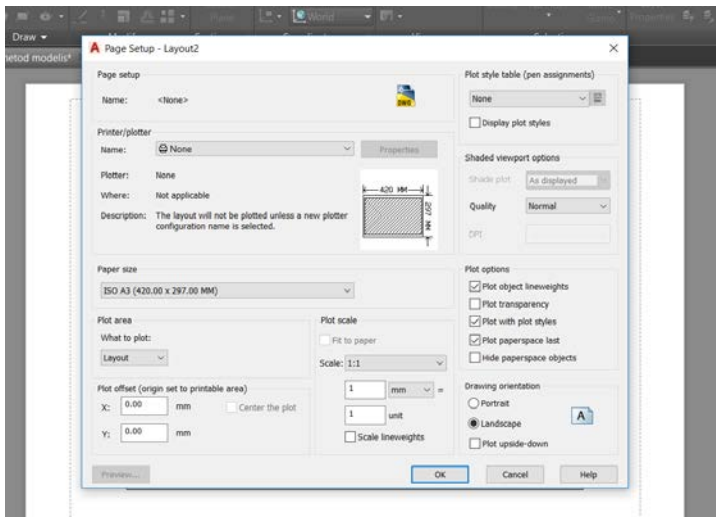 World
Draw
Properties
etod modelis*
A Page Setup - Layout2
Page setup
Name: <None>
DWG
Plot style table (pen assignments)
None
Display plot styles
Printer/plotter
Name: None
Properties
Plotter: None
Where: Not applicable
Description: The layout will not be plotted unless a new plotter
configuration name is selected.
420 MM
297 MM
Shaded viewport options
Shade plot As displayed
Quality Normal
DPI
Paper size
ISO A3 (420.00 x 297.00 MM)
Plot options
Plot object lineweights
Plot transparency
Plot with plot styles
Plot paperspace last
Hide paperspace objects
Plot area
What to plot:
Layout
Plot scale
Fit to paper
Scale: 1:1
1 mm =
1 unit
Scale lineweights
Plot offset (origin set to printable area)
X: 0.00 mm
Center the plot
Y: 0.00 mm
Drawing orientation
Portrait
Landscape
A
Plot upside-down
Preview...
OK
Cancel
Help